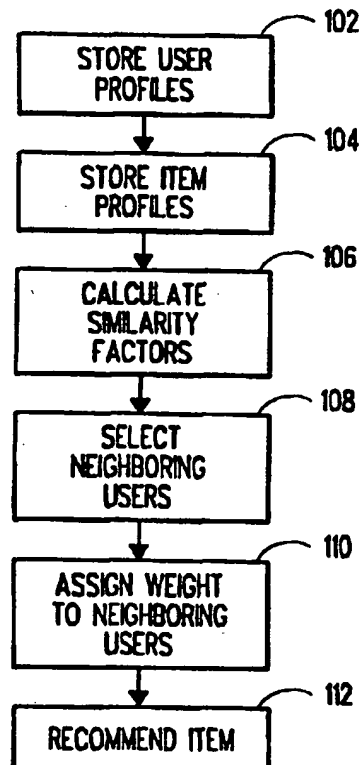 102
STORE USER
PROFILES
104
STORE ITEM
PROFILES
106
CALCULATE
SIMILARITY
FACTORS
108
SELECT
NEIGHBORING
USERS
110
ASSIGN WEIGHT
TO NEIGHBORING
USERS
112
RECOMMEND ITEM